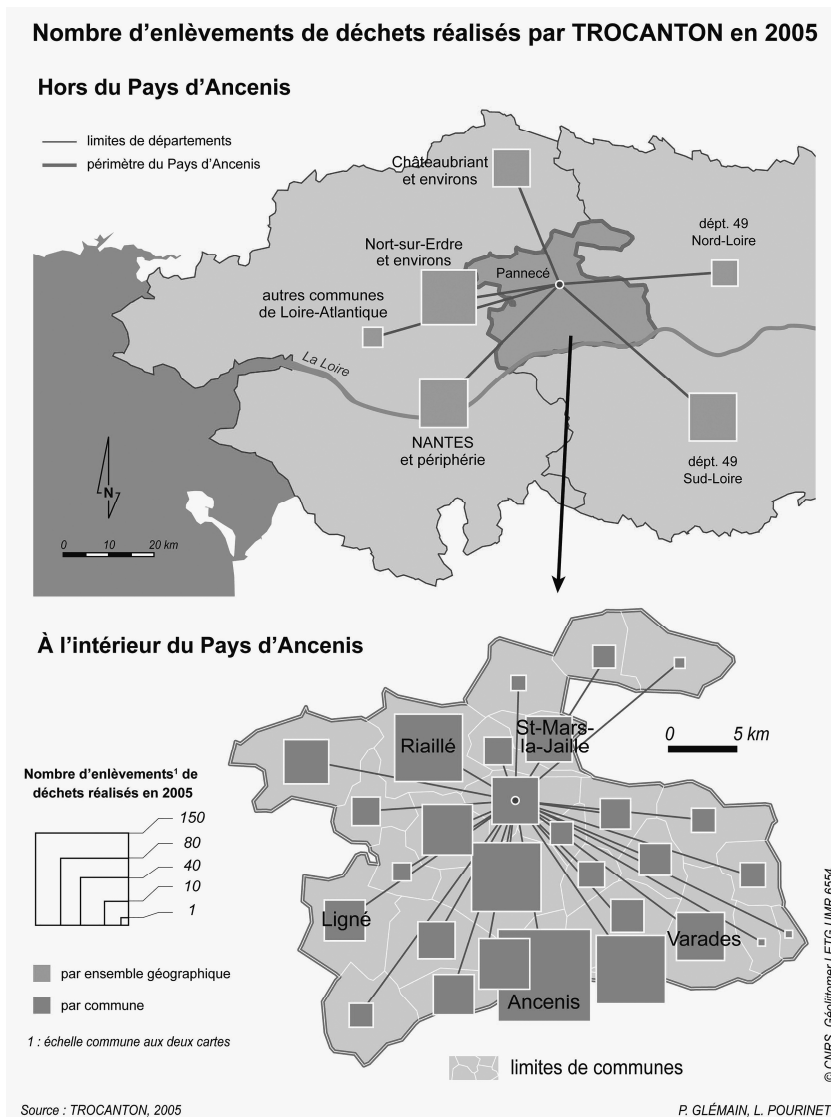 Nombre d'enlèvements de déchets réalisés par TROCANTON en 2005
Hors du Pays d'Ancenis
limites de départements
périmètre du Pays d'Ancenis
Châteaubriant
et environs
dépt. 49
Nord-Loire
Nort-sur-Erdre
et environs
Pannecé
autres communes
de Loire-Atlantique
La Loire
NANTES
et périphérie
dépt. 49
Sud-Loire
N
0 10 20 km
À l'intérieur du Pays d'Ancenis
St-Mars-
la-Jaille
Riaillé
0 5 km
Nombre d'enlèvements¹ de
déchets réalisés en 2005
150
80
40
10
1
Ligné
Varades
Ancenis
par ensemble géographique
par commune
1 : échelle commune aux deux cartes
limites de communes
© CNRS, Géolittomer LETG UMR 6554
Source : TROCANTON, 2005
P. GLÉMAIN, L. POURINET